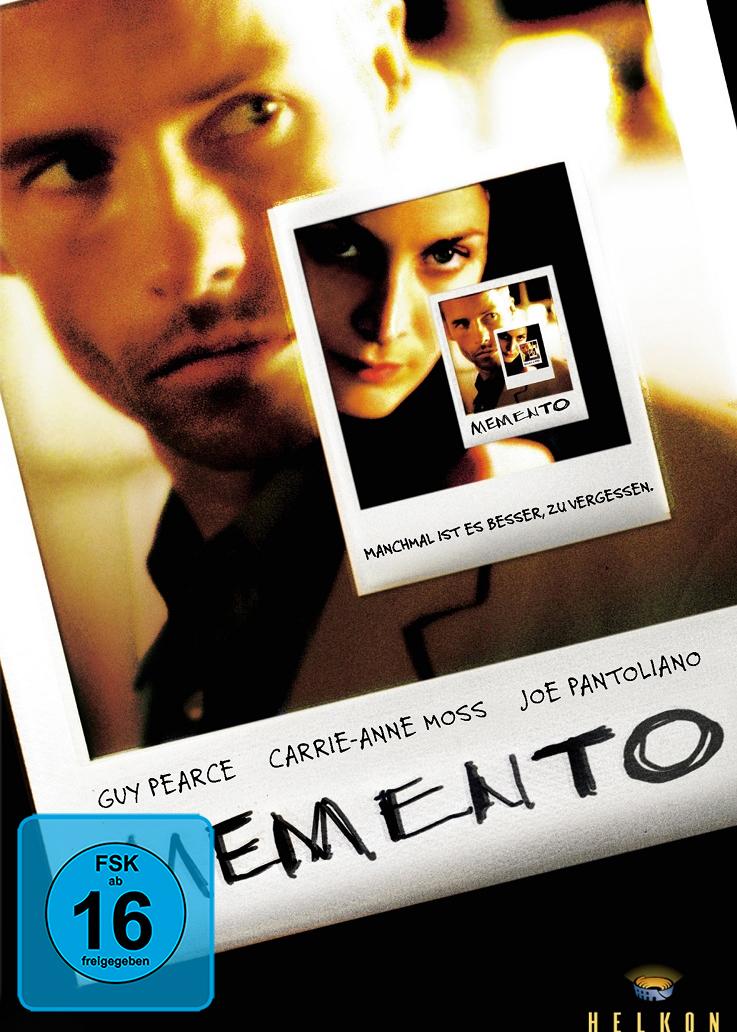 MEMENTO
MANCHMAL IST ES BESSER, ZU VERGESSEN.
GUY PEARCE CARRIE-ANNE MOSS JOE PANTOLIANO
MEMENTO
FSK
ab
16
freigegeben
HELKON